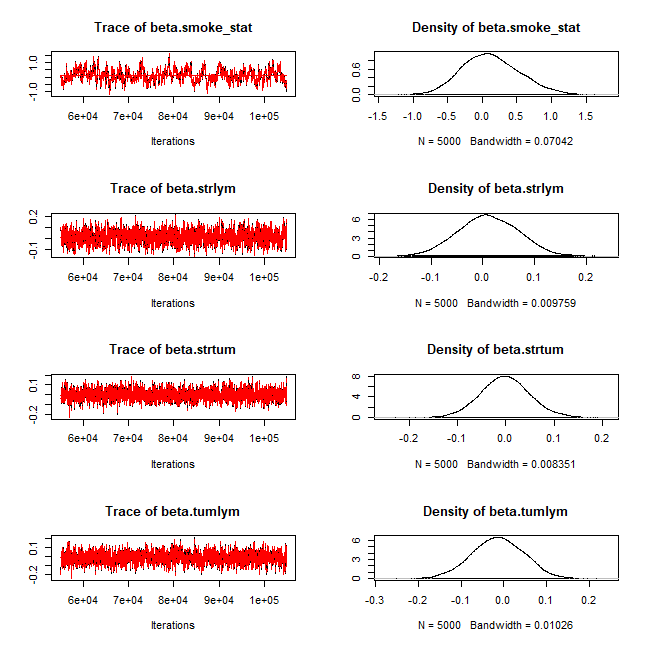 Trace of beta.smoke_stat
1.0
-1.0
6e+04 7e+04 8e+04 9e+04 1e+05
Iterations
Density of beta.smoke_stat
0.6
0.0
-1.5 -1.0 -0.5 0.0 0.5 1.0 1.5
N = 5000 Bandwidth = 0.07042
Trace of beta.strlym
0.2
-0.1
6e+04 7e+04 8e+04 9e+04 1e+05
Iterations
Density of beta.strlym
6
3
0
-0.2 -0.1 0.0 0.1 0.2
N = 5000 Bandwidth = 0.009759
Trace of beta.strtum
0.1
-0.2
6e+04 7e+04 8e+04 9e+04 1e+05
Iterations
Density of beta.strtum
8
4
0
-0.2 -0.1 0.0 0.1 0.2
N = 5000 Bandwidth = 0.008351
Trace of beta.tumlym
0.1
-0.2
6e+04 7e+04 8e+04 9e+04 1e+05
Iterations
Density of beta.tumlym
6
3
0
-0.3 -0.2 -0.1 0.0 0.1 0.2
N = 5000 Bandwidth = 0.01026